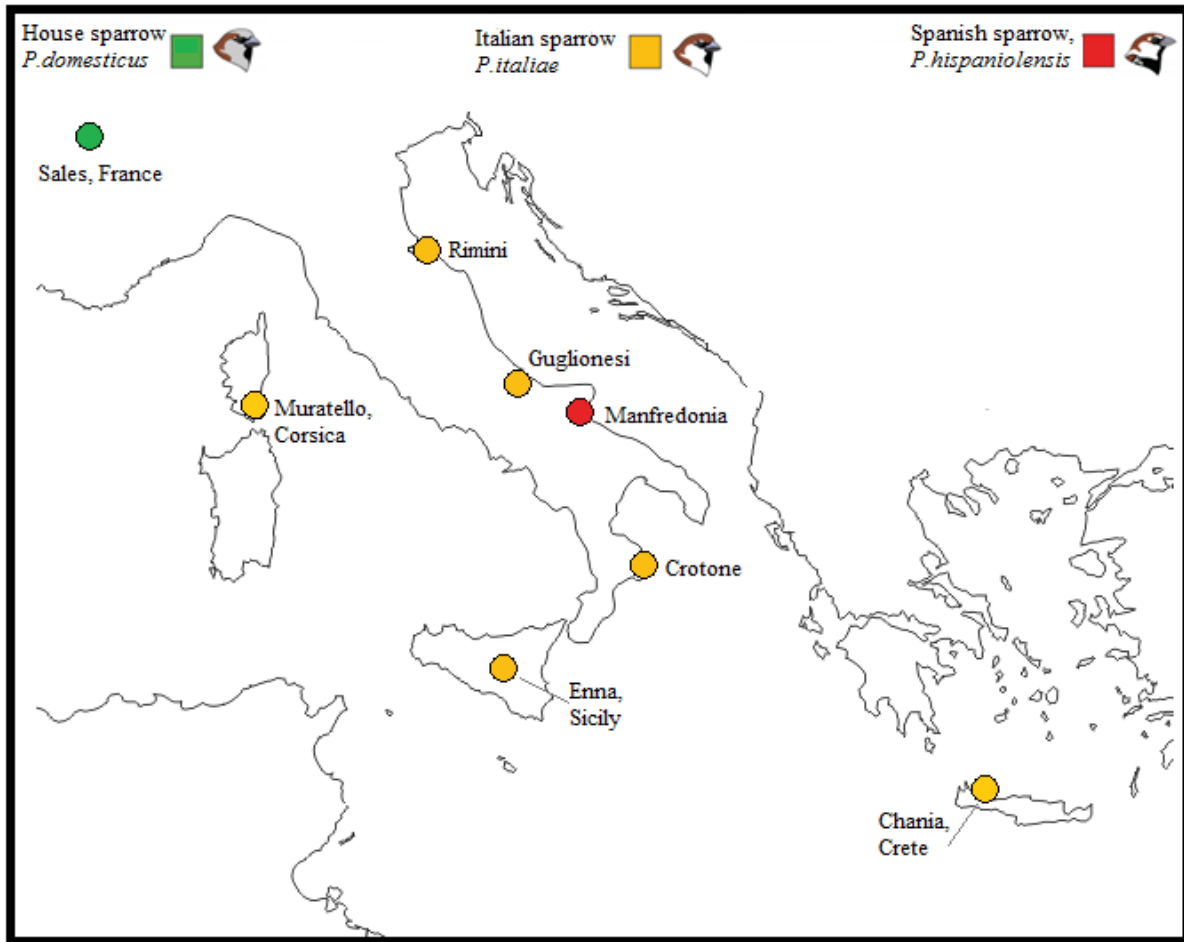 House sparrow
P.domesticus
Italian sparrow
P.italiae
Spanish sparrow,
P.hispaniolensis
Sales, France
Rimini
Guglionesi
Muratello,
Corsica
Manfredonia
Crotone
Enna,
Sicily
Chania,
Crete